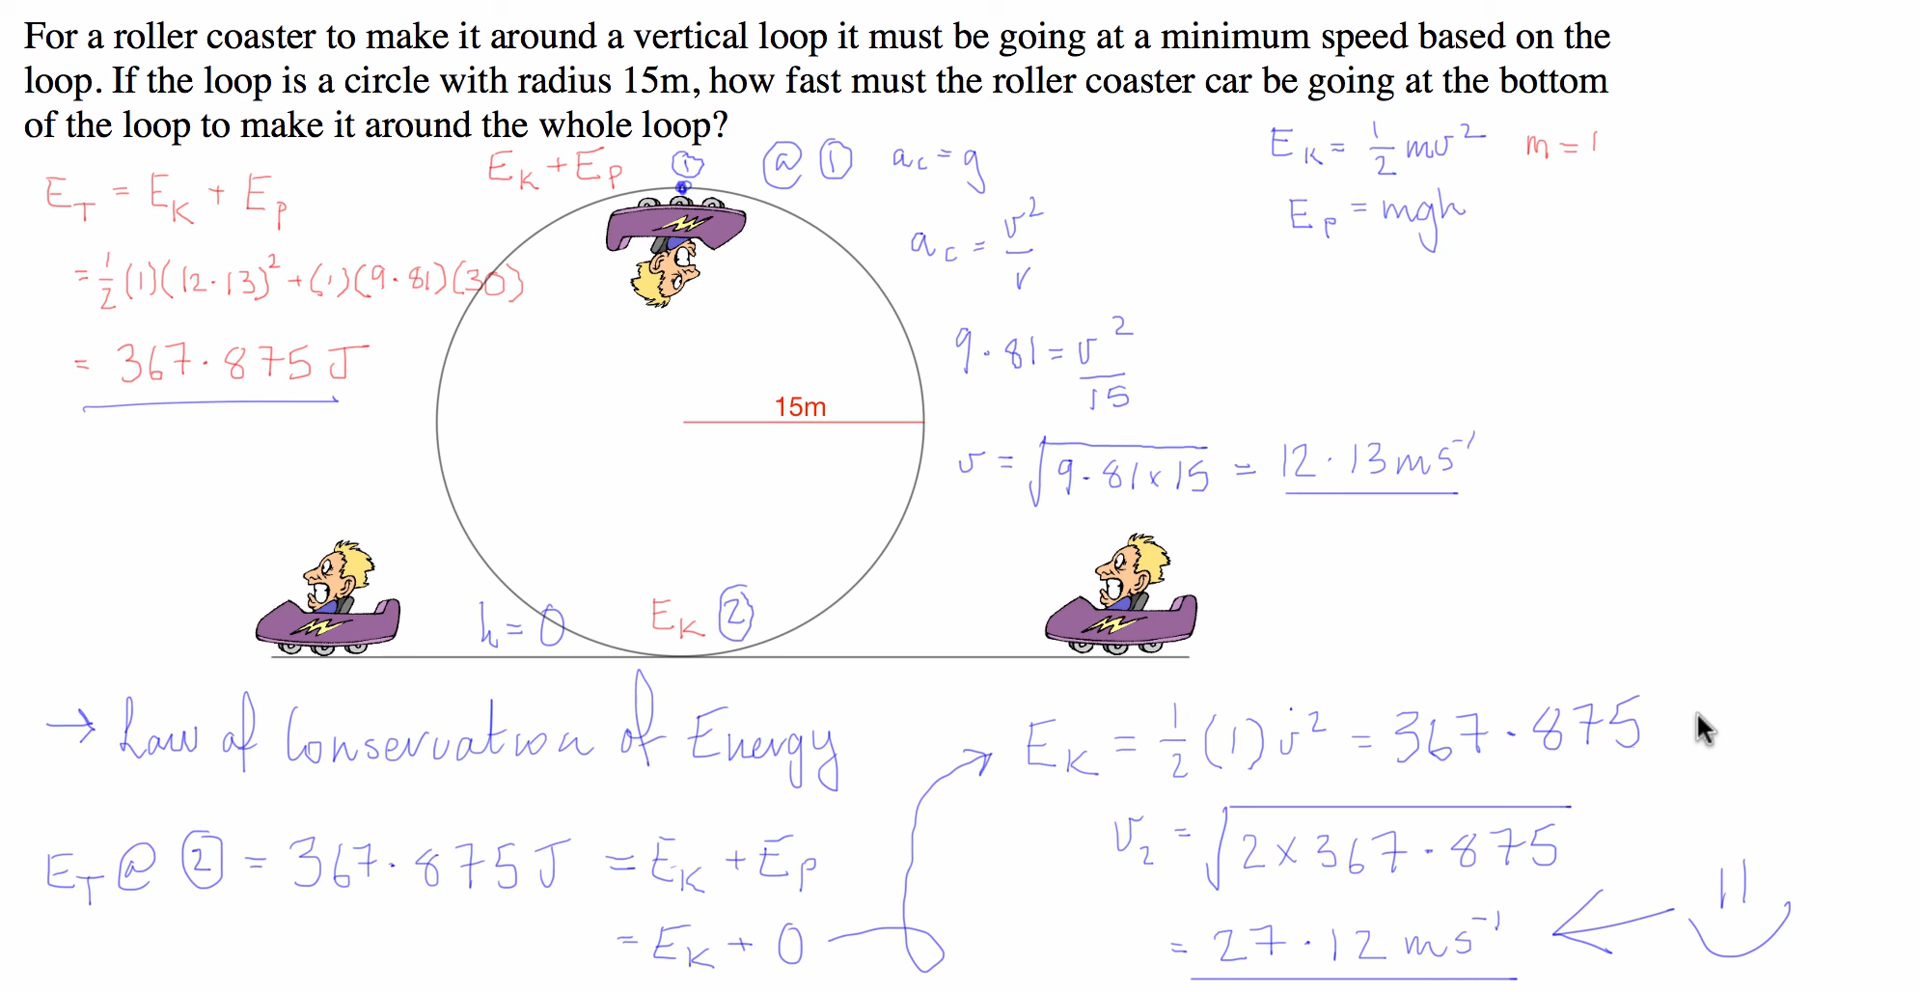 For a roller coaster to make it around a vertical loop it must be going at a minimum speed based on the
loop. If the loop is a circle with radius 15m, how fast must the roller coaster car be going at the bottom
of the loop to make it around the whole loop?
E_T = E_K + E_P
= 1/2 (1)(12.13)² + (1)(9.81)(30)
= 367.875 J
E_K + E_P ①
@ ① a_c = g
a_c = v²/r
9.81 = v²/15
v = √(9.81 × 15) = 12.13 ms⁻¹
E_K = 1/2 mv² m = 1
E_P = mgh
15m
h = 0
E_K ②
→ Law of Conservation of Energy
E_T @ ② = 367.875 J = E_K + E_P
= E_K + 0
E_K = 1/2 (1) v² = 367.875
v₂ = √(2 × 367.875)
= 27.12 ms⁻¹